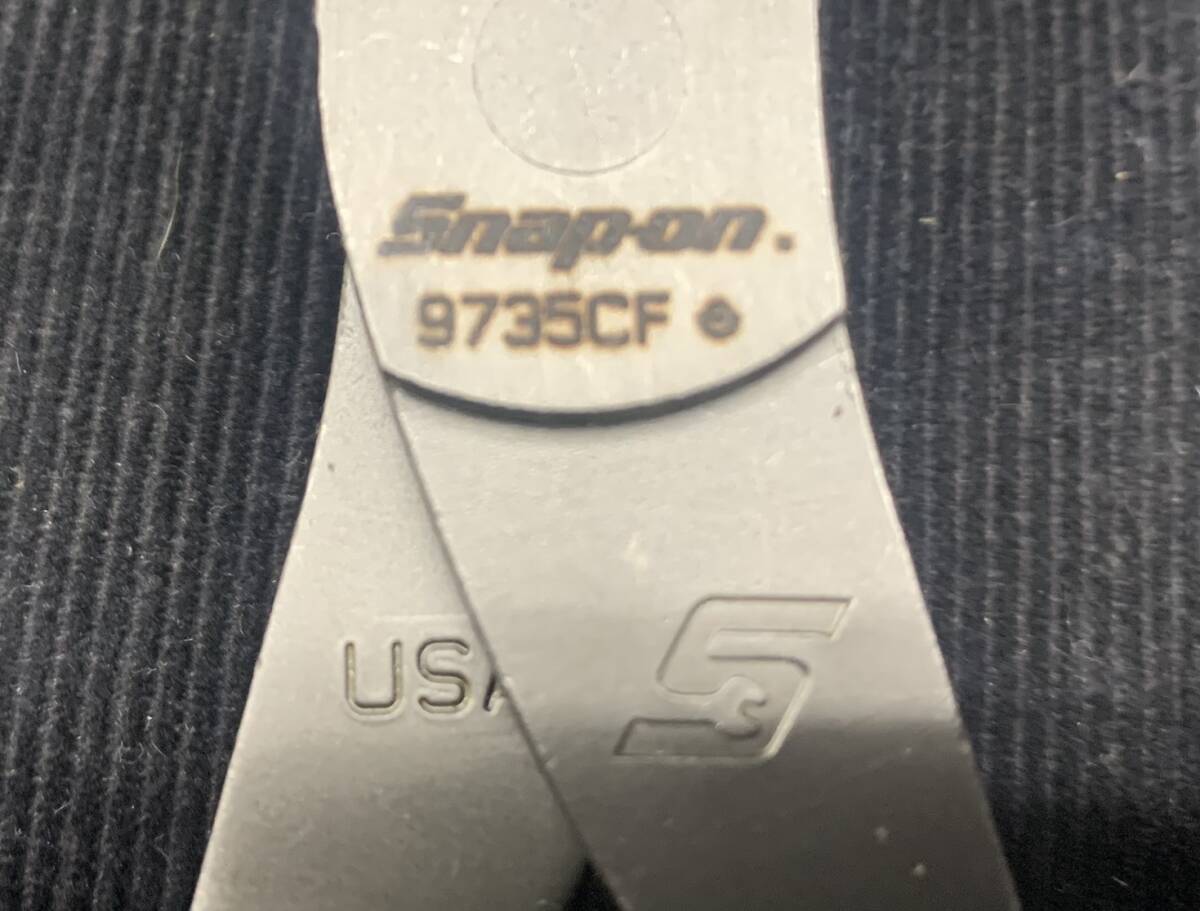 Snap-on.
9735CF
USA
S